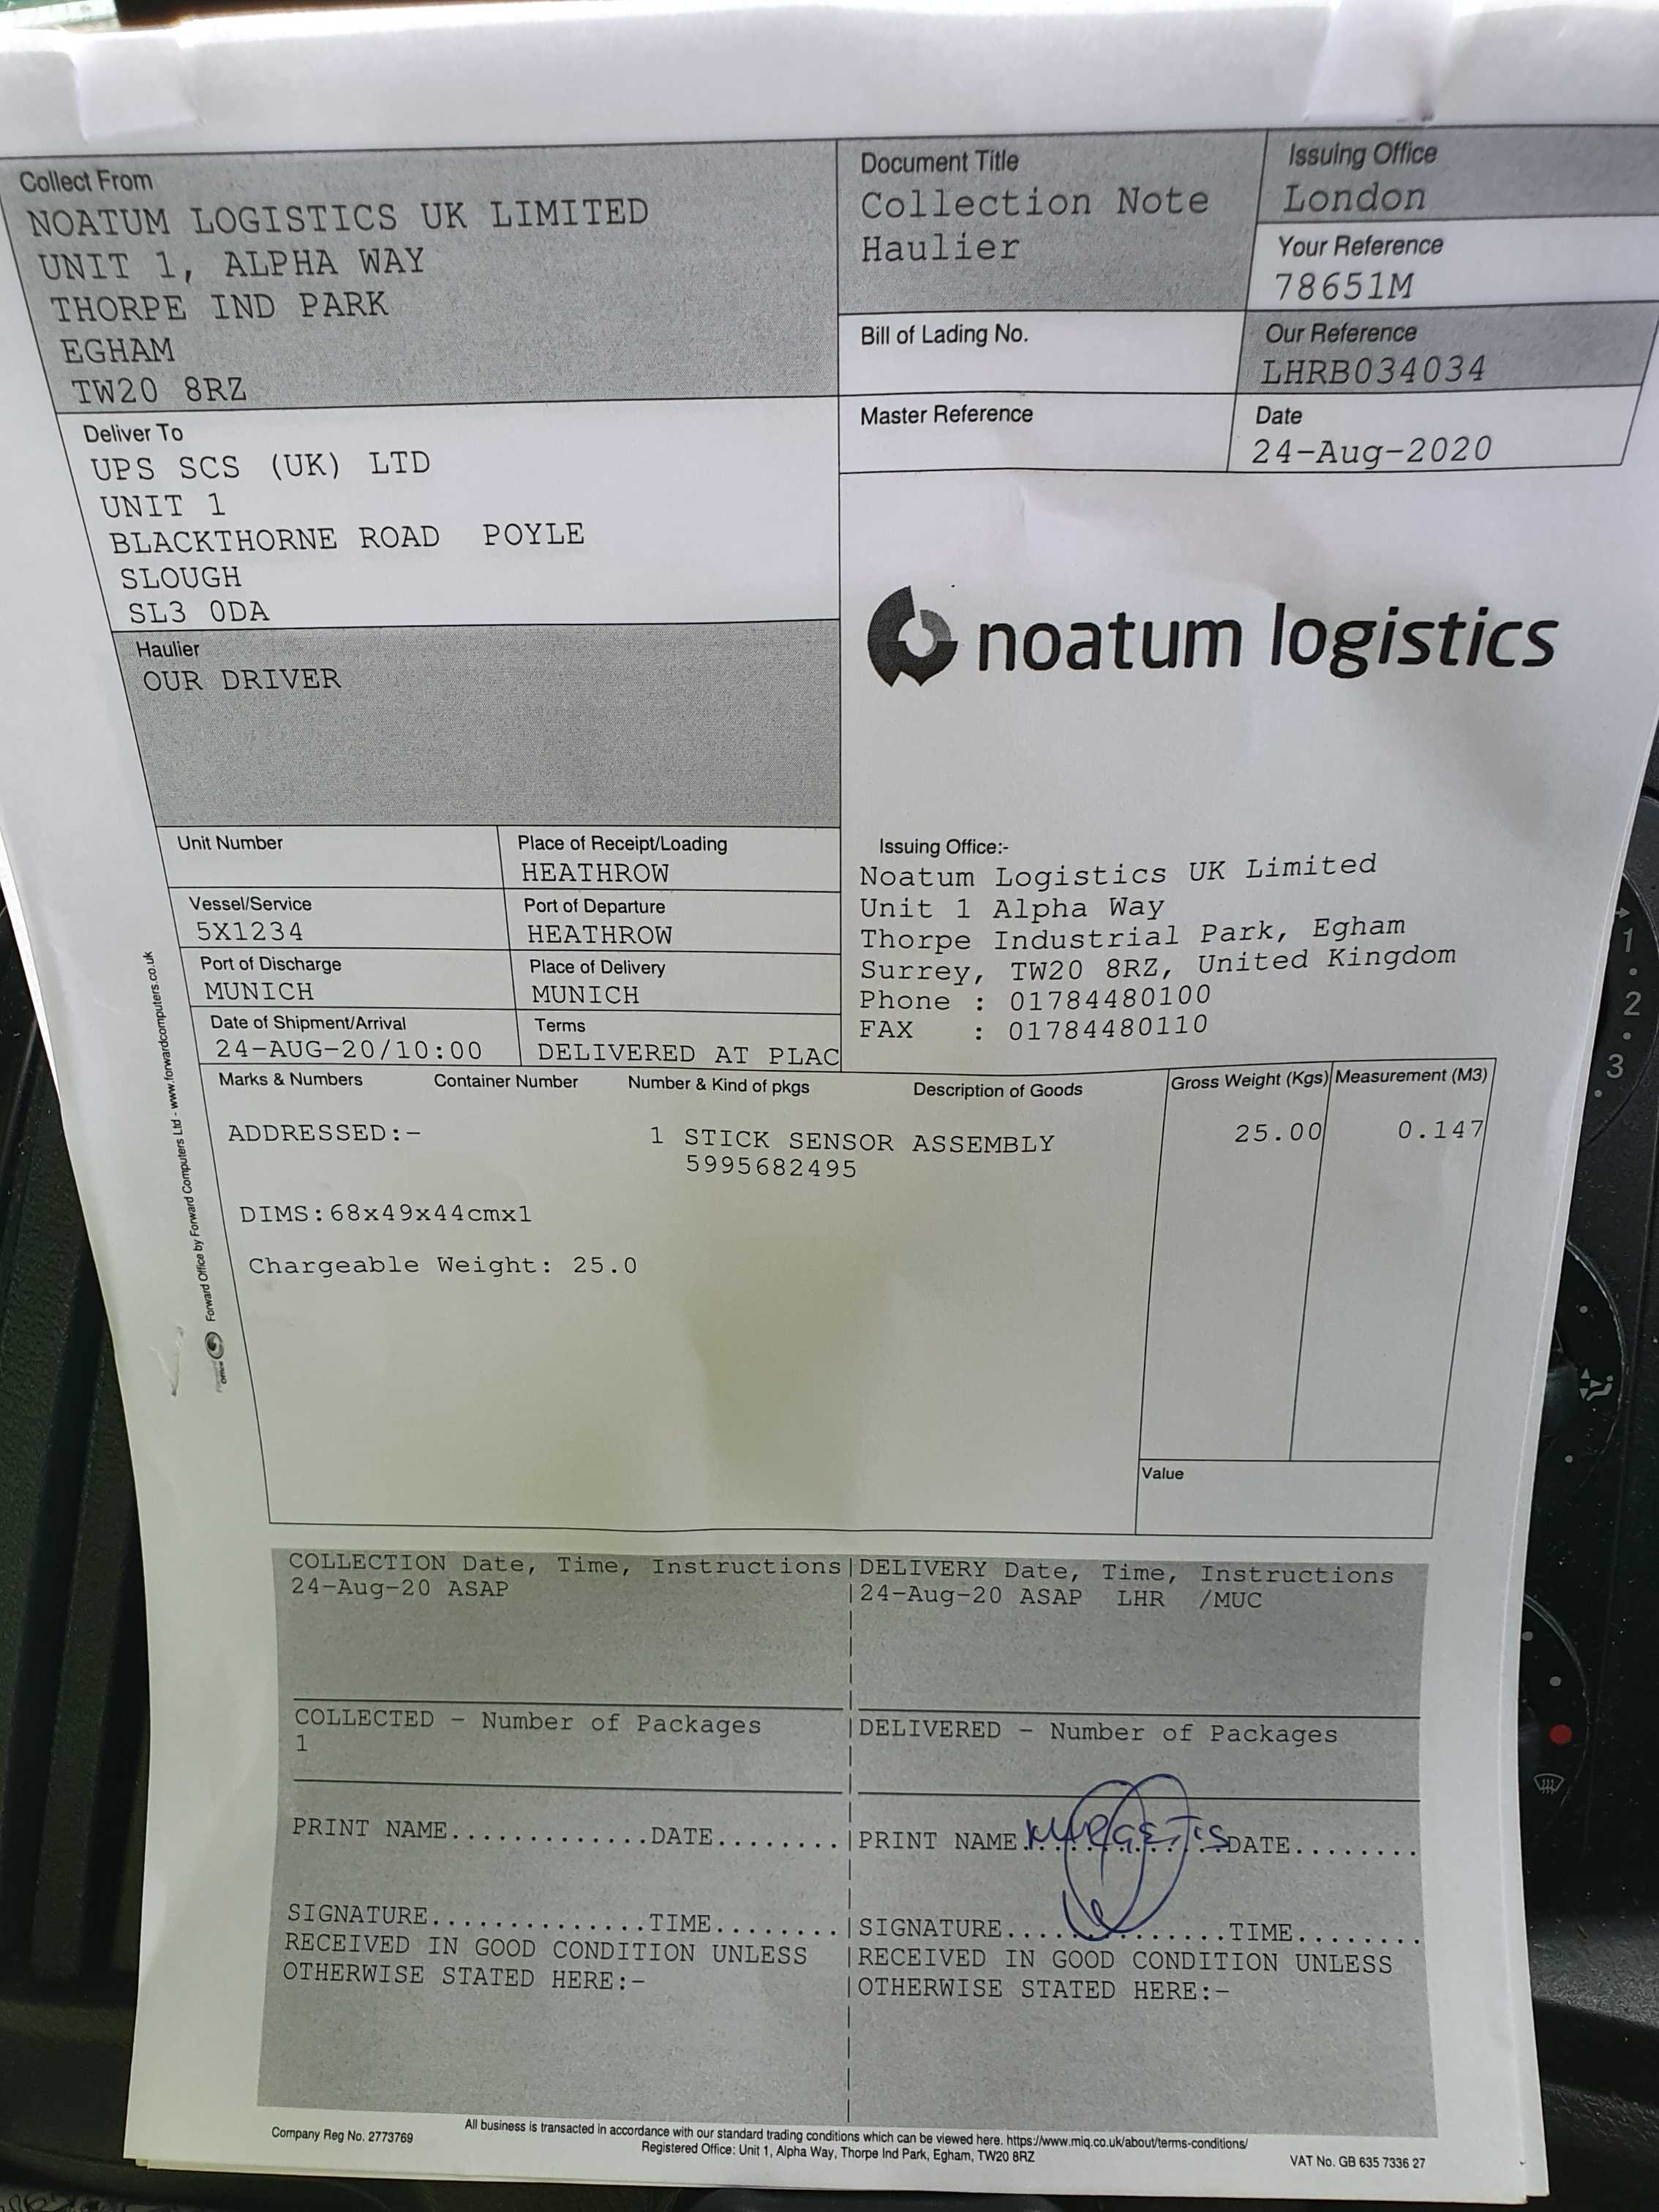 Collect From
NOATUM LOGISTICS UK LIMITED
UNIT 1, ALPHA WAY
THORPE IND PARK
EGHAM
TW20 8RZ
Document Title
Collection Note
Haulier
Issuing Office
London
Your Reference
78651M
Bill of Lading No.
Our Reference
LHRB034034
Master Reference
Date
24-Aug-2020
Deliver To
UPS SCS (UK) LTD
UNIT 1
BLACKTHORNE ROAD POYLE
SLOUGH
SL3 0DA
Haulier
OUR DRIVER
noatum logistics
Unit Number
Place of Receipt/Loading
HEATHROW
Vessel/Service
5X1234
Port of Departure
HEATHROW
Port of Discharge
MUNICH
Place of Delivery
MUNICH
Date of Shipment/Arrival
24-AUG-20/10:00
Terms
DELIVERED AT PLAC
Issuing Office:-
Noatum Logistics UK Limited
Unit 1 Alpha Way
Thorpe Industrial Park, Egham
Surrey, TW20 8RZ, United Kingdom
Phone : 01784480100
FAX : 01784480110
Marks & Numbers Container Number Number & Kind of pkgs Description of Goods Gross Weight (Kgs) Measurement (M3)
ADDRESSED:- 1 STICK SENSOR ASSEMBLY 25.00 0.147
5995682495
DIMS:68x49x44cmx1
Chargeable Weight: 25.0
Value
Forward Office by Forward Computers Ltd - www.forwardcomputers.co.uk
COLLECTION Date, Time, Instructions|DELIVERY Date, Time, Instructions
24-Aug-20 ASAP |24-Aug-20 ASAP LHR /MUC
COLLECTED - Number of Packages |DELIVERED - Number of Packages
1
PRINT NAME.............DATE........|PRINT NAME.............DATE........
SIGNATURE..............TIME........|SIGNATURE..............TIME........
RECEIVED IN GOOD CONDITION UNLESS |RECEIVED IN GOOD CONDITION UNLESS
OTHERWISE STATED HERE:- |OTHERWISE STATED HERE:-
All business is transacted in accordance with our standard trading conditions which can be viewed here. https://www.miq.co.uk/about/terms-conditions/
Company Reg No. 2773769
Registered Office: Unit 1, Alpha Way, Thorpe Ind Park, Egham, TW20 8RZ
VAT No. GB 635 7336 27
1
2
3